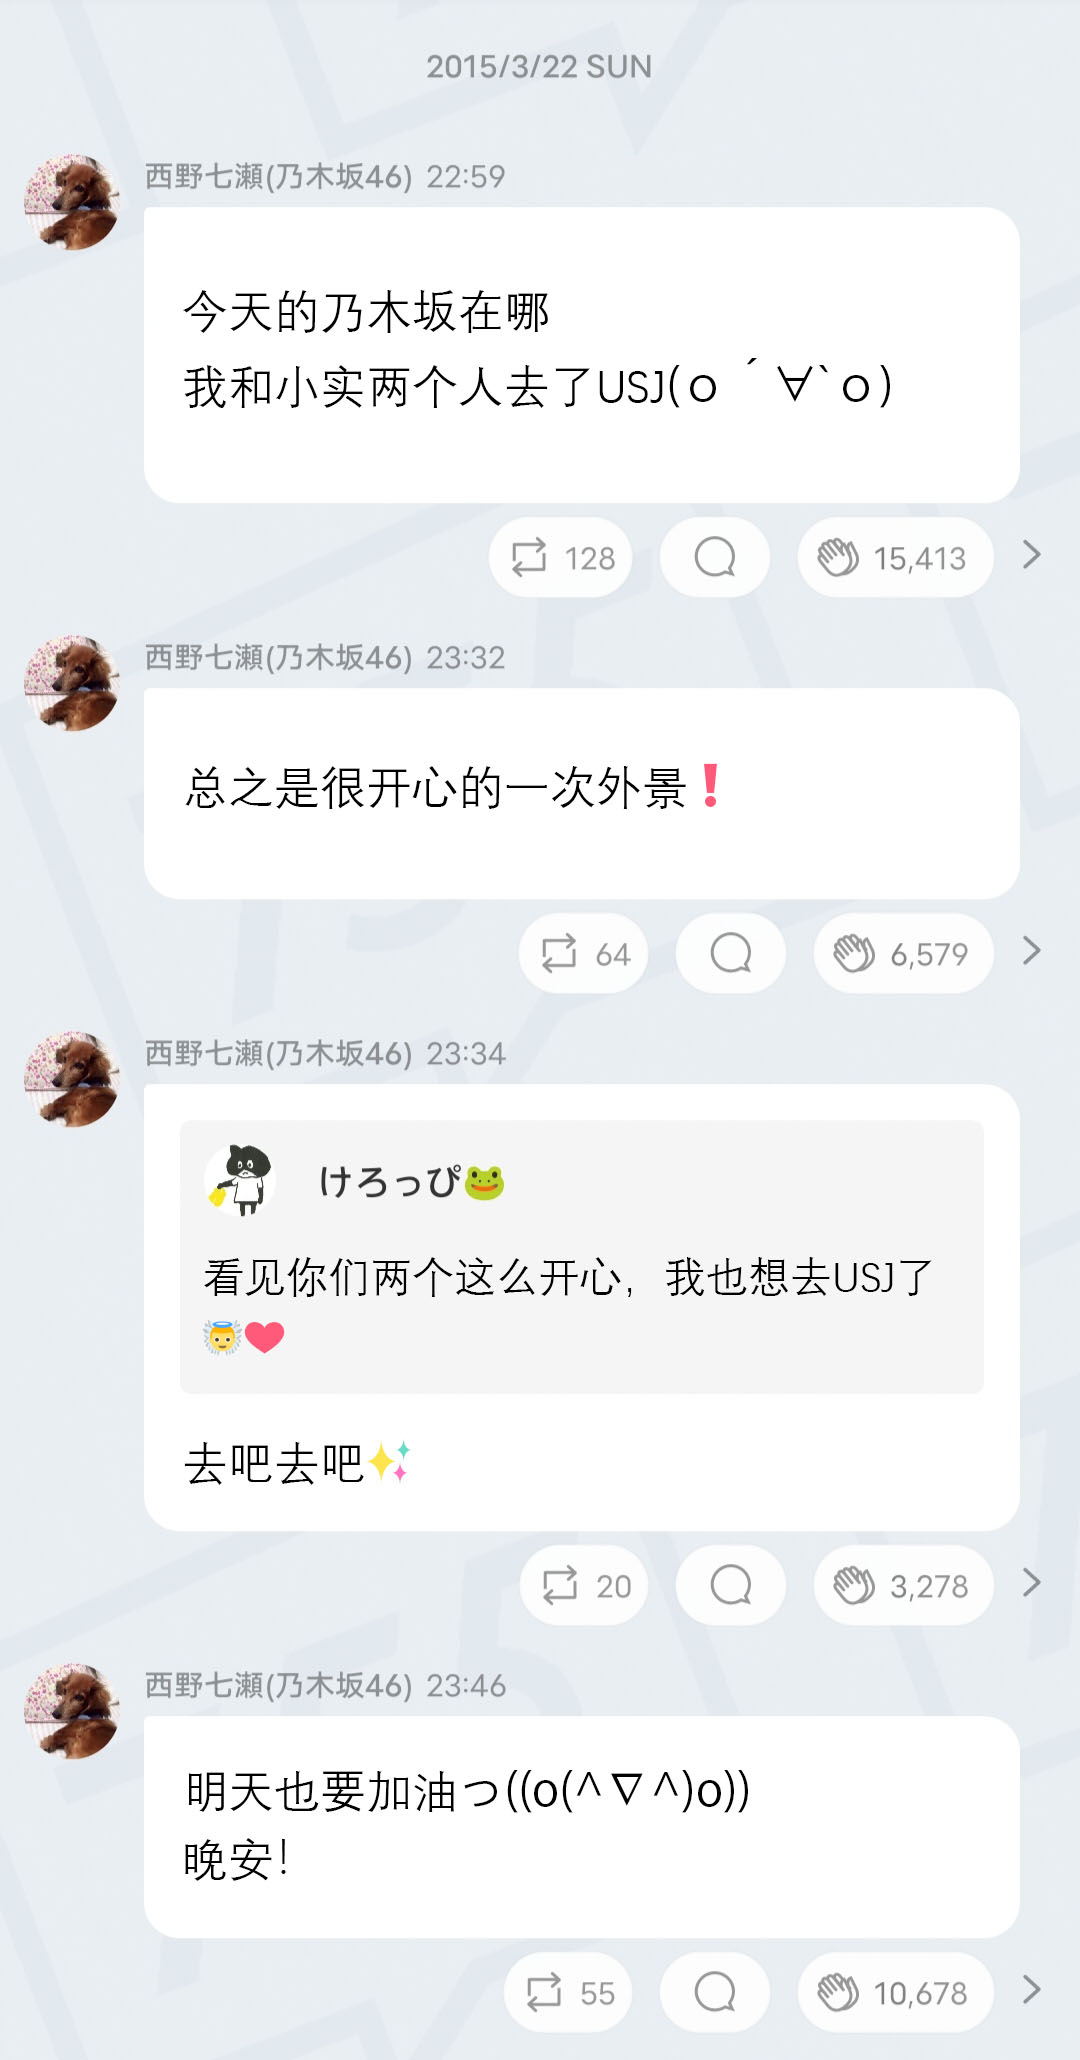 2015/3/22 SUN
西野七瀬(乃木坂46) 22:59
今天的乃木坂在哪
我和小实两个人去了USJ(o ´ ∀`o)
128
15,413
西野七瀬(乃木坂46) 23:32
总之是很开心的一次外景❗
64
6,579
西野七瀬(乃木坂46) 23:34
けろっぴ🐸
看见你们两个这么开心，我也想去USJ了
👼❤
去吧去吧✨
20
3,278
西野七瀬(乃木坂46) 23:46
明天也要加油つ((o(^∇^)o))
晚安！
55
10,678